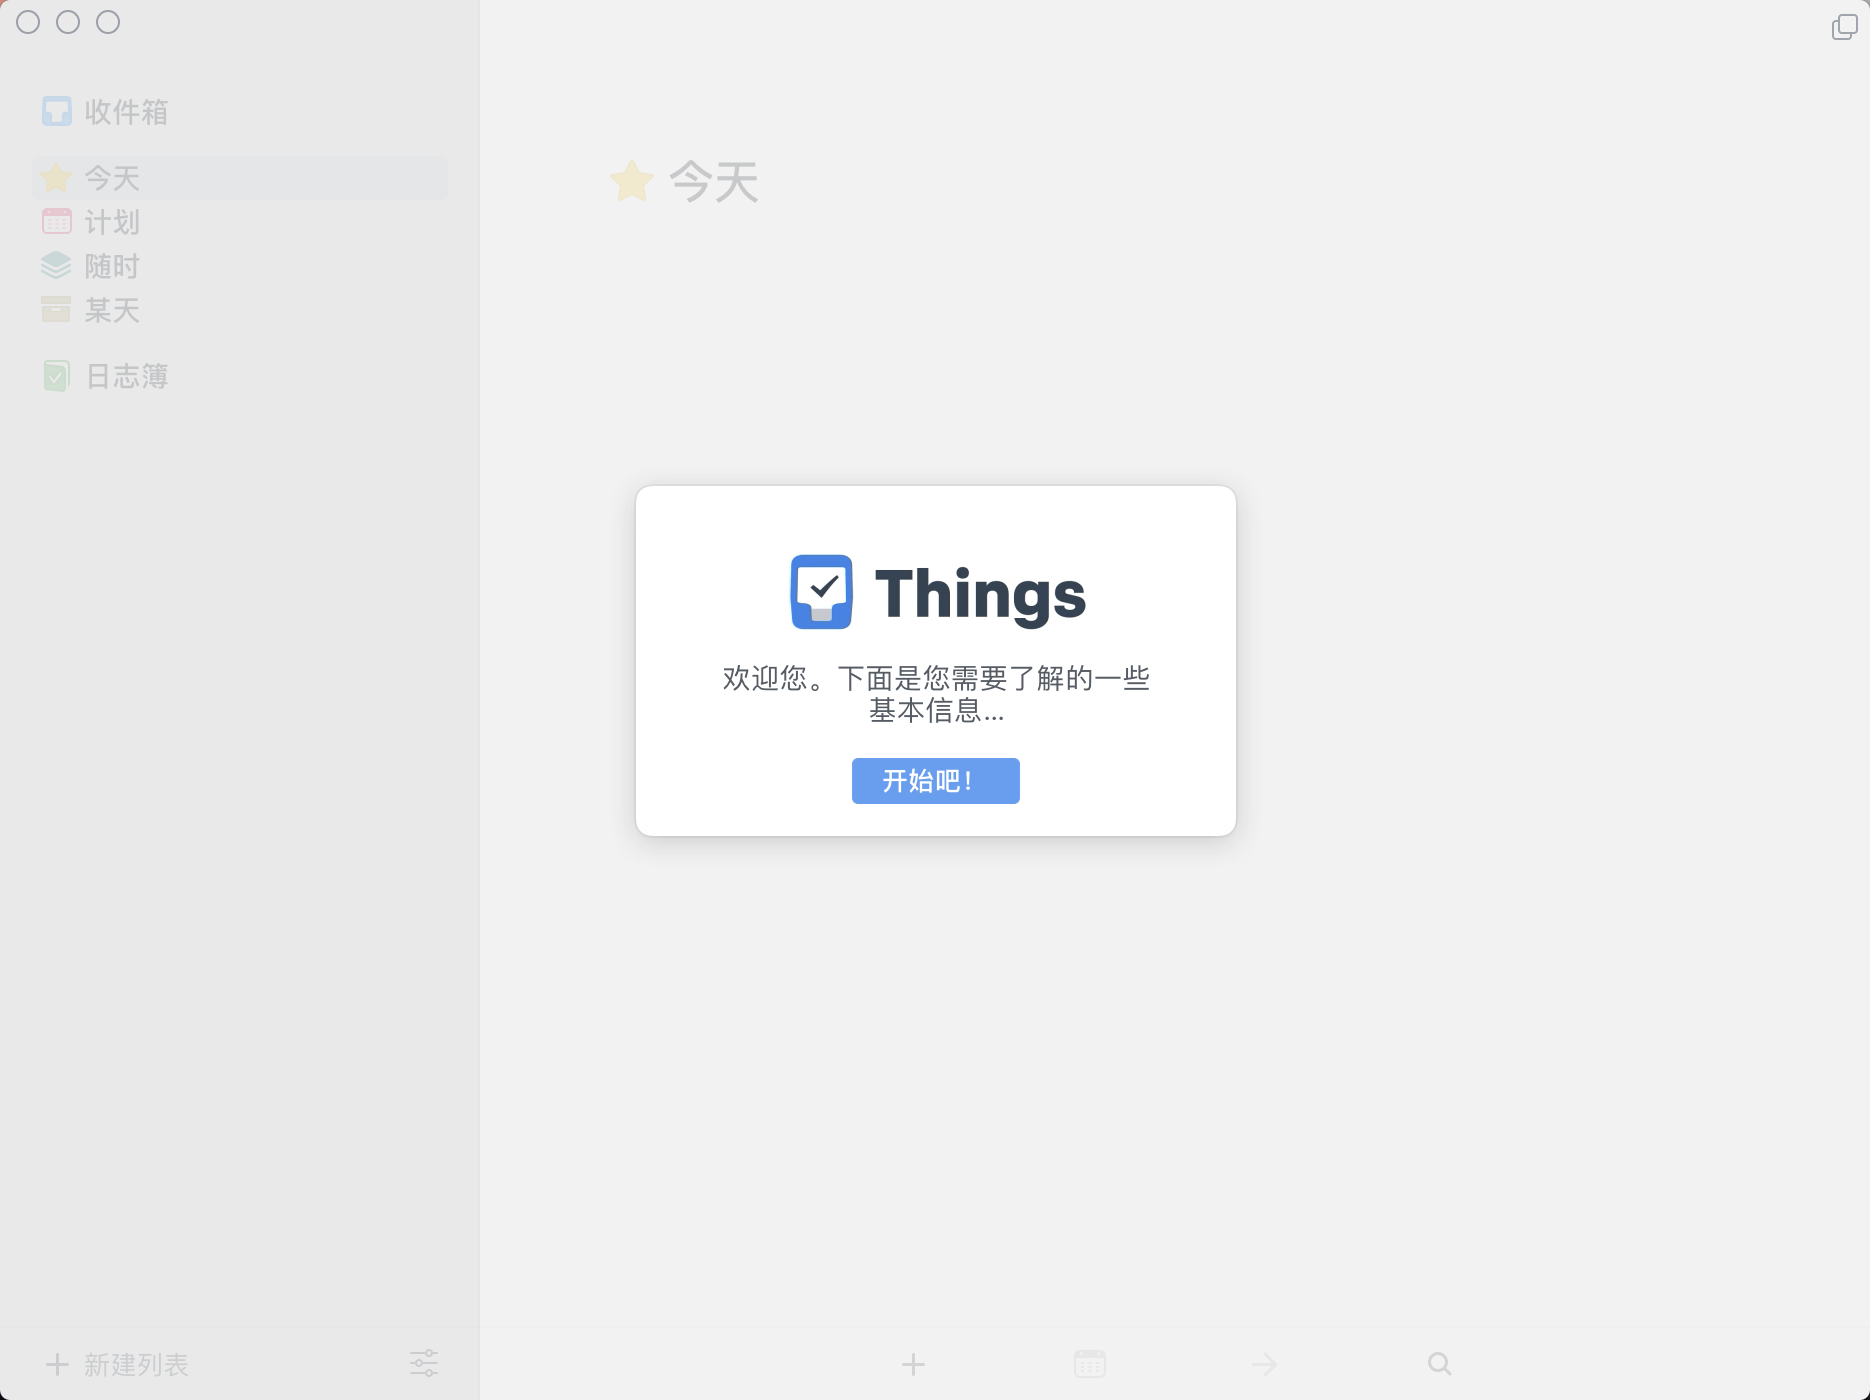 收件箱
今天
计划
随时
某天
日志簿
今天
Things
欢迎您。下面是您需要了解的一些
基本信息...
开始吧！
新建列表